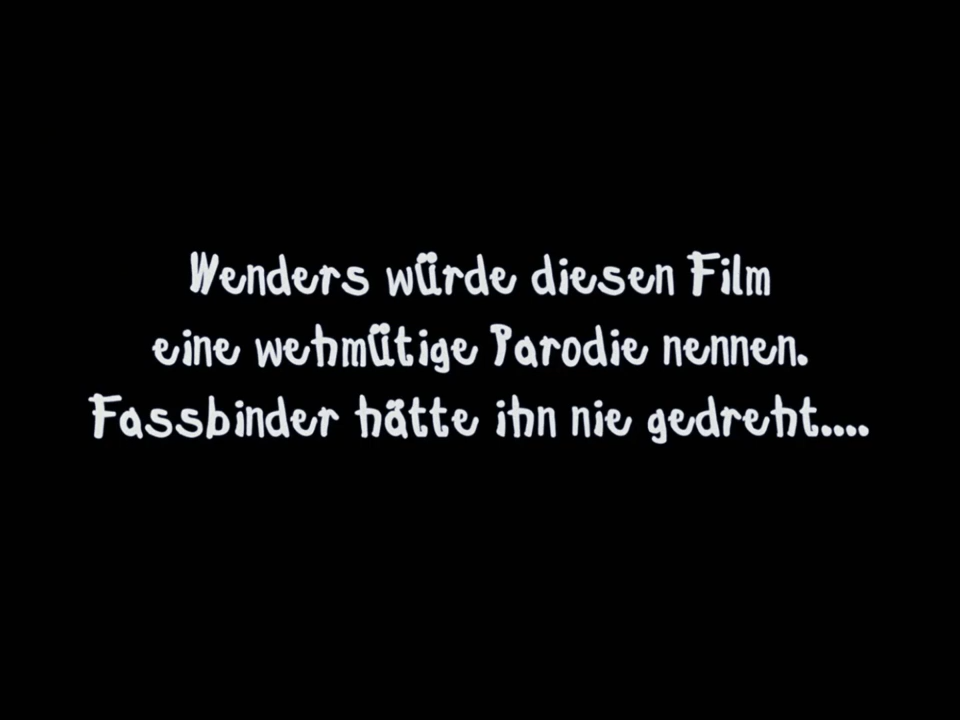 Wenders würde diesen Film
eine wehmütige Parodie nennen.
Fassbinder hätte ihn nie gedreht....